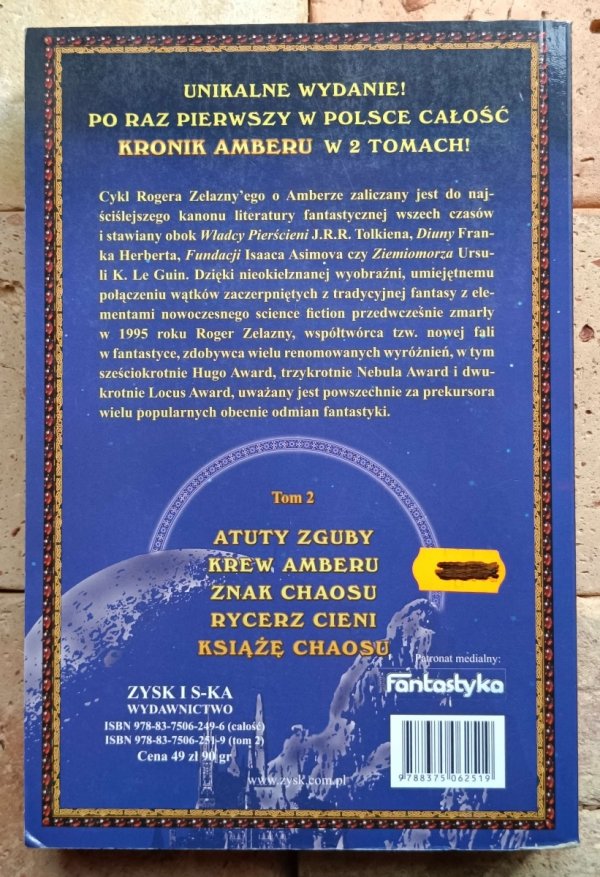 UNIKALNE WYDANIE!
PO RAZ PIERWSZY W POLSCE CAŁOŚĆ
KRONIK AMBERU W 2 TOMACH!
Cykl Rogera Zelazny'ego o Amberze zaliczany jest do naj-
ściślejszego kanonu literatury fantastycznej wszech czasów
i stawiany obok Władcy Pierścieni J.R.R. Tolkiena, Diuny Fran-
ka Herberta, Fundacji Isaaca Asimova czy Ziemiomorza Ursu-
li K. Le Guin. Dzięki nieokiełznanej wyobraźni, umiejętnemu
połączeniu wątków zaczerpniętych z tradycyjnej fantasy z ele-
mentami nowoczesnego science fiction przedwcześnie zmarły
w 1995 roku Roger Zelazny, współtwórca tzw. nowej fali
w fantastyce, zdobywca wielu renomowanych wyróżnień, w tym
sześciokrotnie Hugo Award, trzykrotnie Nebula Award i dwu-
krotnie Locus Award, uważany jest powszechnie za prekursora
wielu popularnych obecnie odmian fantastyki.
Tom 2
ATUTY ZGUBY
KREW AMBERU
ZNAK CHAOSU
RYCERZ CIENI
KSIĄŻĘ CHAOSU
Patronat medialny:
fantastyka
ZYSK I S-KA
WYDAWNICTWO
ISBN 978-83-7506-249-6 (całość)
ISBN 978-83-7506-251-9 (tom 2)
Cena 49 zł 90 gr
www.zysk.com.pl
9 788375 062519